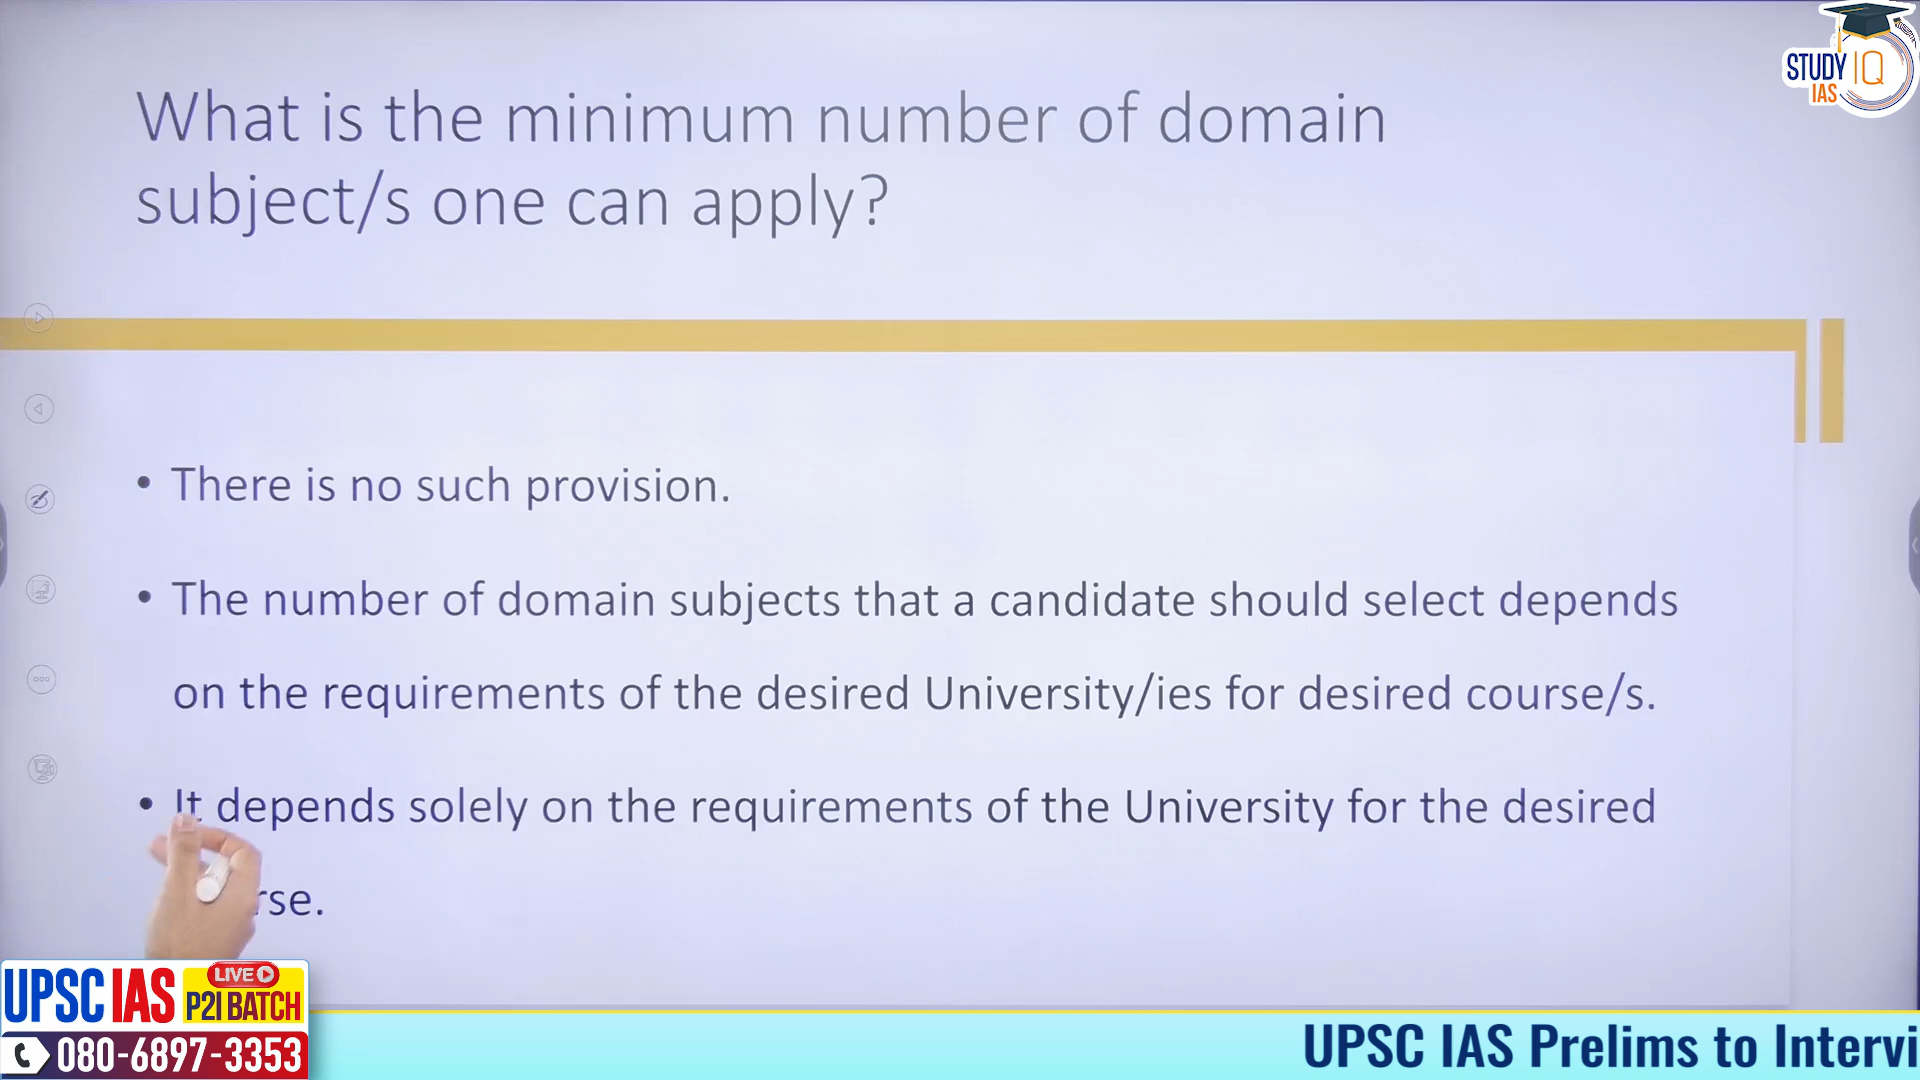 STUDY IQ
IAS
What is the minimum number of domain
subject/s one can apply?
• There is no such provision.
• The number of domain subjects that a candidate should select depends
on the requirements of the desired University/ies for desired course/s.
• It depends solely on the requirements of the University for the desired
rse.
UPSC IAS LIVE P2I BATCH
080-6897-3353
UPSC IAS Prelims to Intervi